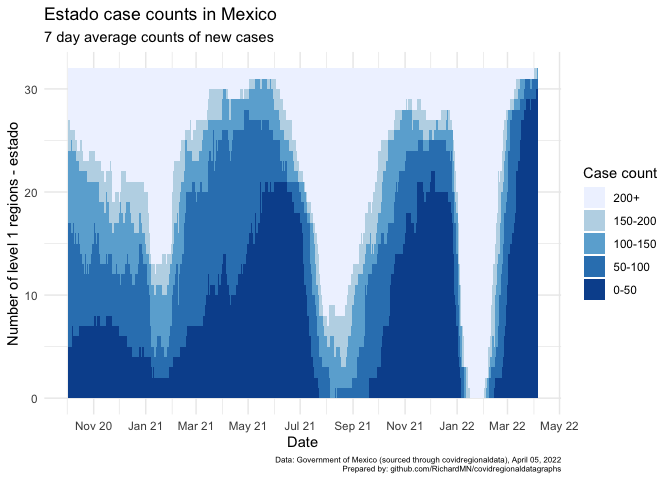 Estado case counts in Mexico
7 day average counts of new cases
Number of level 1 regions - estado
30
20
10
0
Nov 20
Jan 21
Mar 21
May 21
Jul 21
Sep 21
Nov 21
Jan 22
Mar 22
May 22
Date
Case count
200+
150-200
100-150
50-100
0-50
Data: Government of Mexico (sourced through covidregionaldata), April 05, 2022
Prepared by: github.com/RichardMN/covidregionaldatagraphs